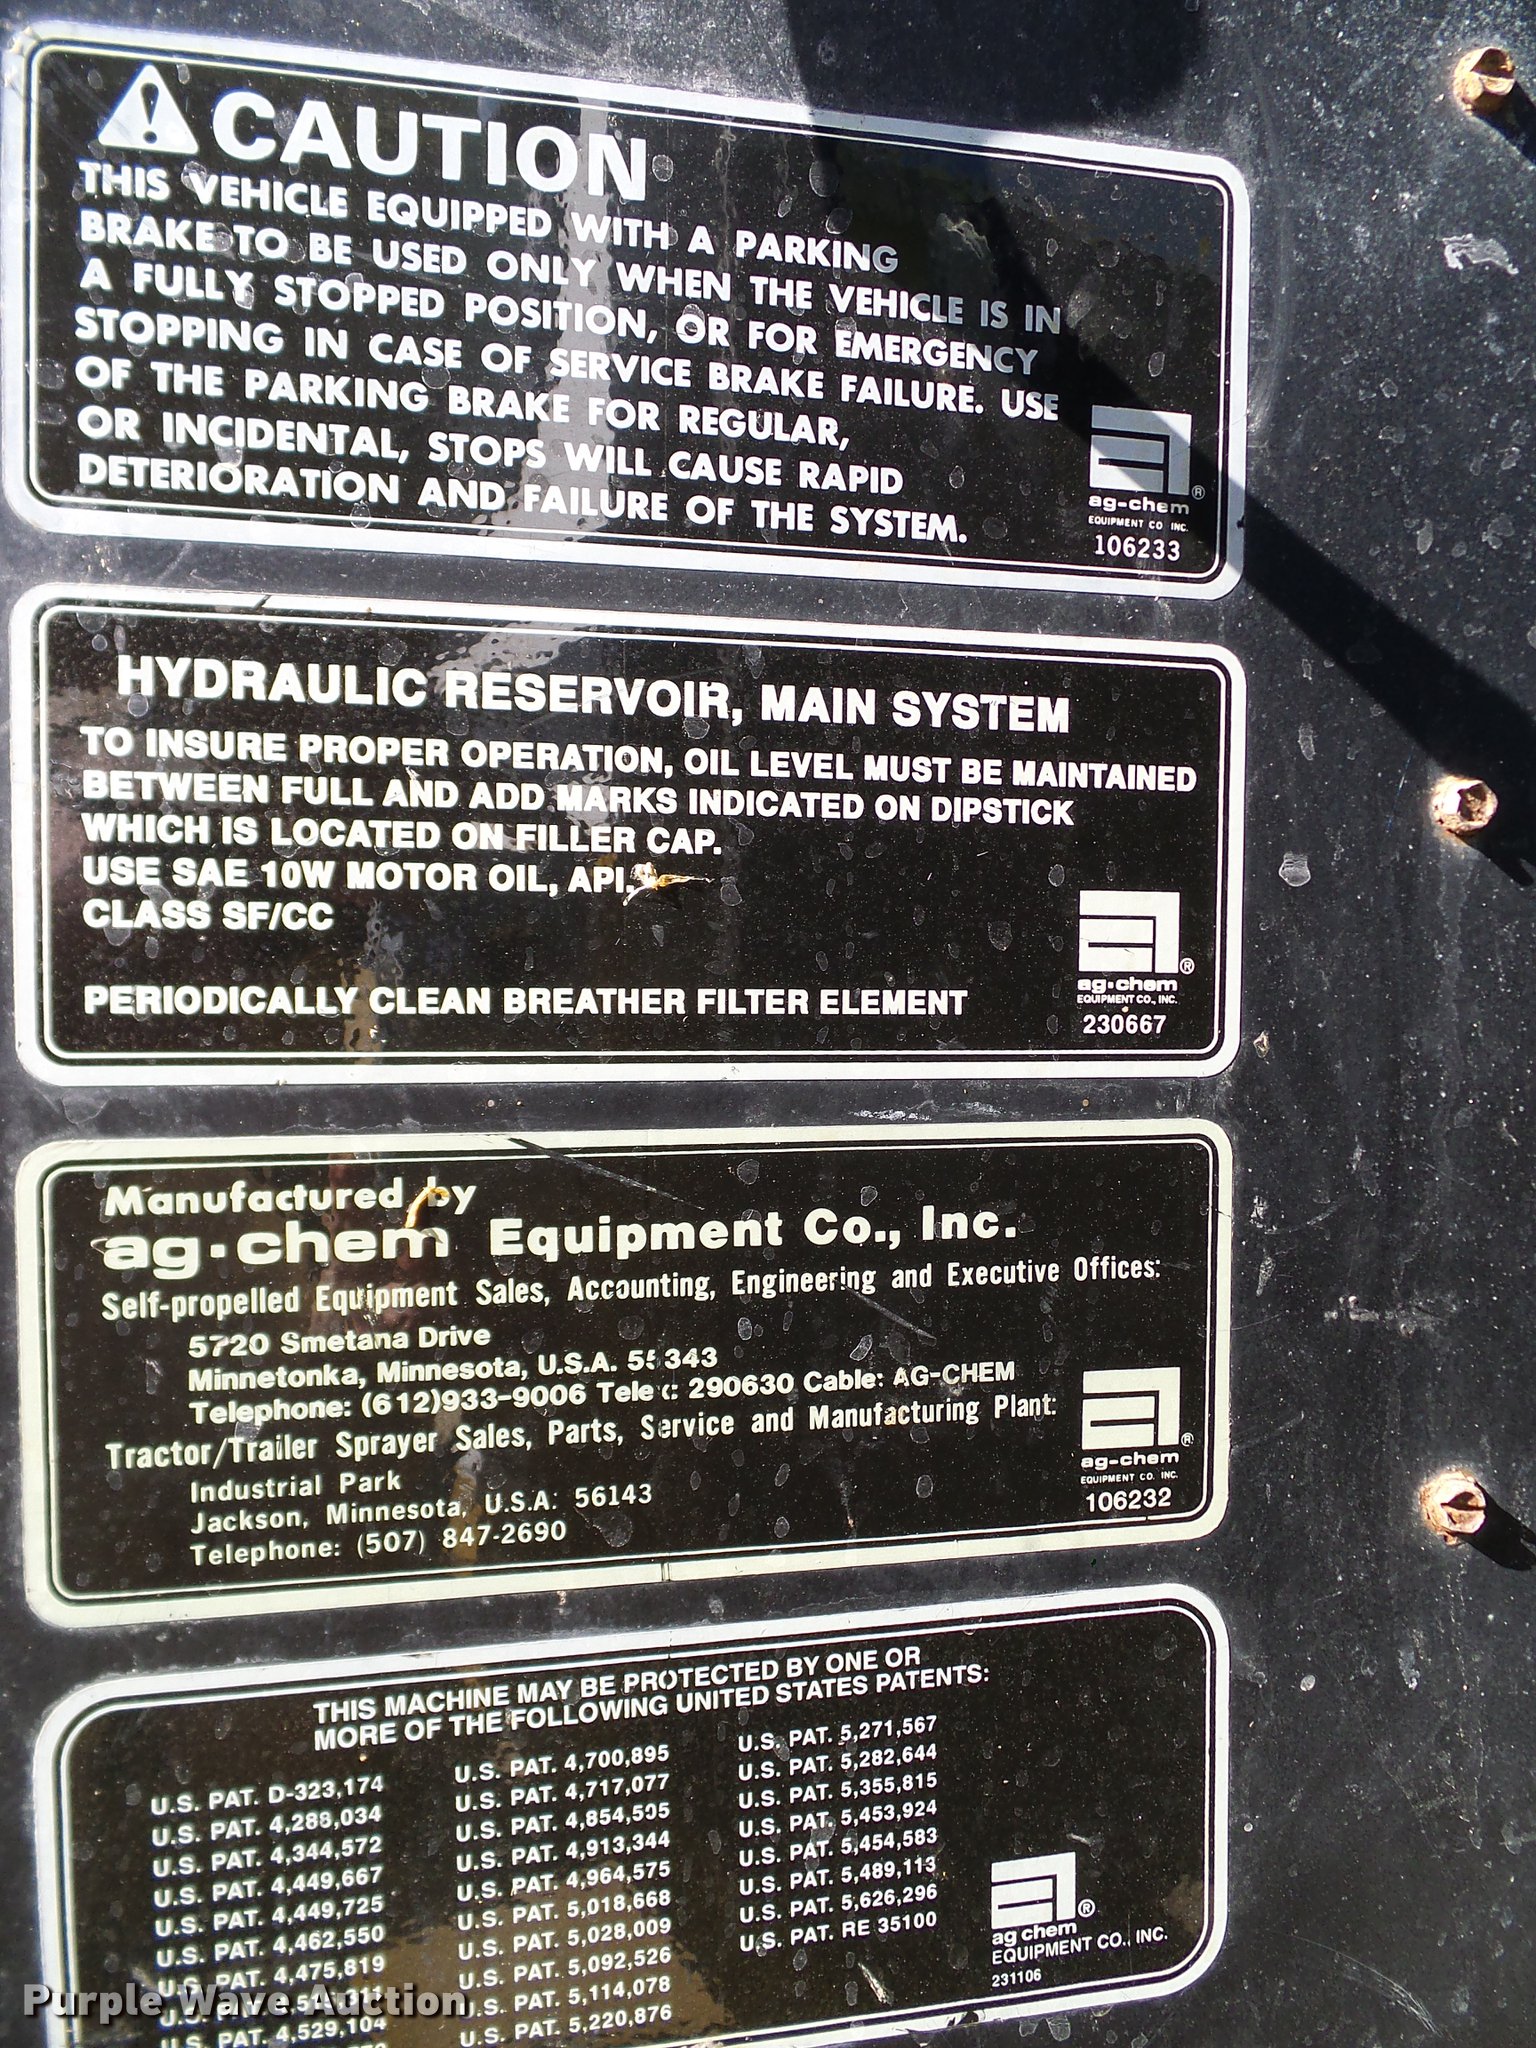 CAUTION
THIS VEHICLE EQUIPPED WITH A PARKING
BRAKE TO BE USED ONLY WHEN THE VEHICLE IS IN
A FULLY STOPPED POSITION, OR FOR EMERGENCY
STOPPING IN CASE OF SERVICE BRAKE FAILURE. USE
OF THE PARKING BRAKE FOR REGULAR,
OR INCIDENTAL, STOPS WILL CAUSE RAPID
DETERIORATION AND FAILURE OF THE SYSTEM.
®
ag-chem
EQUIPMENT CO INC.
106233
HYDRAULIC RESERVOIR, MAIN SYSTEM
TO INSURE PROPER OPERATION, OIL LEVEL MUST BE MAINTAINED
BETWEEN FULL AND ADD MARKS INDICATED ON DIPSTICK
WHICH IS LOCATED ON FILLER CAP.
USE SAE 10W MOTOR OIL, API.
CLASS SF/CC
PERIODICALLY CLEAN BREATHER FILTER ELEMENT
®
ag·chem
EQUIPMENT CO., INC.
230667
Manufactured by
ag·chem Equipment Co., Inc.
Self-propelled Equipment Sales, Accounting, Engineering and Executive Offices:
5720 Smetana Drive
Minnetonka, Minnesota, U.S.A. 55343
Telephone: (612)933-9006 Telex: 290630 Cable: AG-CHEM
Tractor/Trailer Sprayer Sales, Parts, Service and Manufacturing Plant:
Industrial Park
Jackson, Minnesota, U.S.A. 56143
Telephone: (507) 847-2690
®
ag-chem
EQUIPMENT CO. INC.
106232
THIS MACHINE MAY BE PROTECTED BY ONE OR
MORE OF THE FOLLOWING UNITED STATES PATENTS:
U.S. PAT. D-323,174
U.S. PAT. 4,288,034
U.S. PAT. 4,344,572
U.S. PAT. 4,449,667
U.S. PAT. 4,449,725
U.S. PAT. 4,462,550
U.S. PAT. 4,475,819
U.S. PAT.
U.S. PAT. 4,529,104
U.S. PAT. 4,700,895
U.S. PAT. 4,717,077
U.S. PAT. 4,854,505
U.S. PAT. 4,913,344
U.S. PAT. 4,964,575
U.S. PAT. 5,018,668
U.S. PAT. 5,028,009
U.S. PAT. 5,092,526
U.S. PAT. 5,114,078
U.S. PAT. 5,220,876
U.S. PAT. 5,271,567
U.S. PAT. 5,282,644
U.S. PAT. 5,355,815
U.S. PAT. 5,453,924
U.S. PAT. 5,454,583
U.S. PAT. 5,489,113
U.S. PAT. 5,626,296
U.S. PAT. RE 35100
®
ag chem
EQUIPMENT CO., INC.
231106
Purple Wave Auction